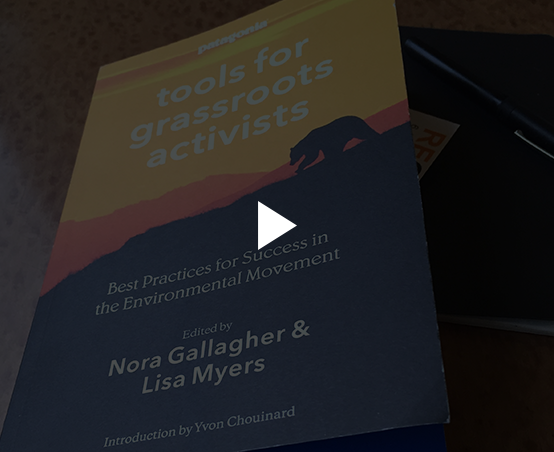 patagonia
tools for
grassroots
activists
Best Practices for Success in
the Environmental Movement
Edited by
Nora Gallagher &
Lisa Myers
Introduction by Yvon Chouinard
RE